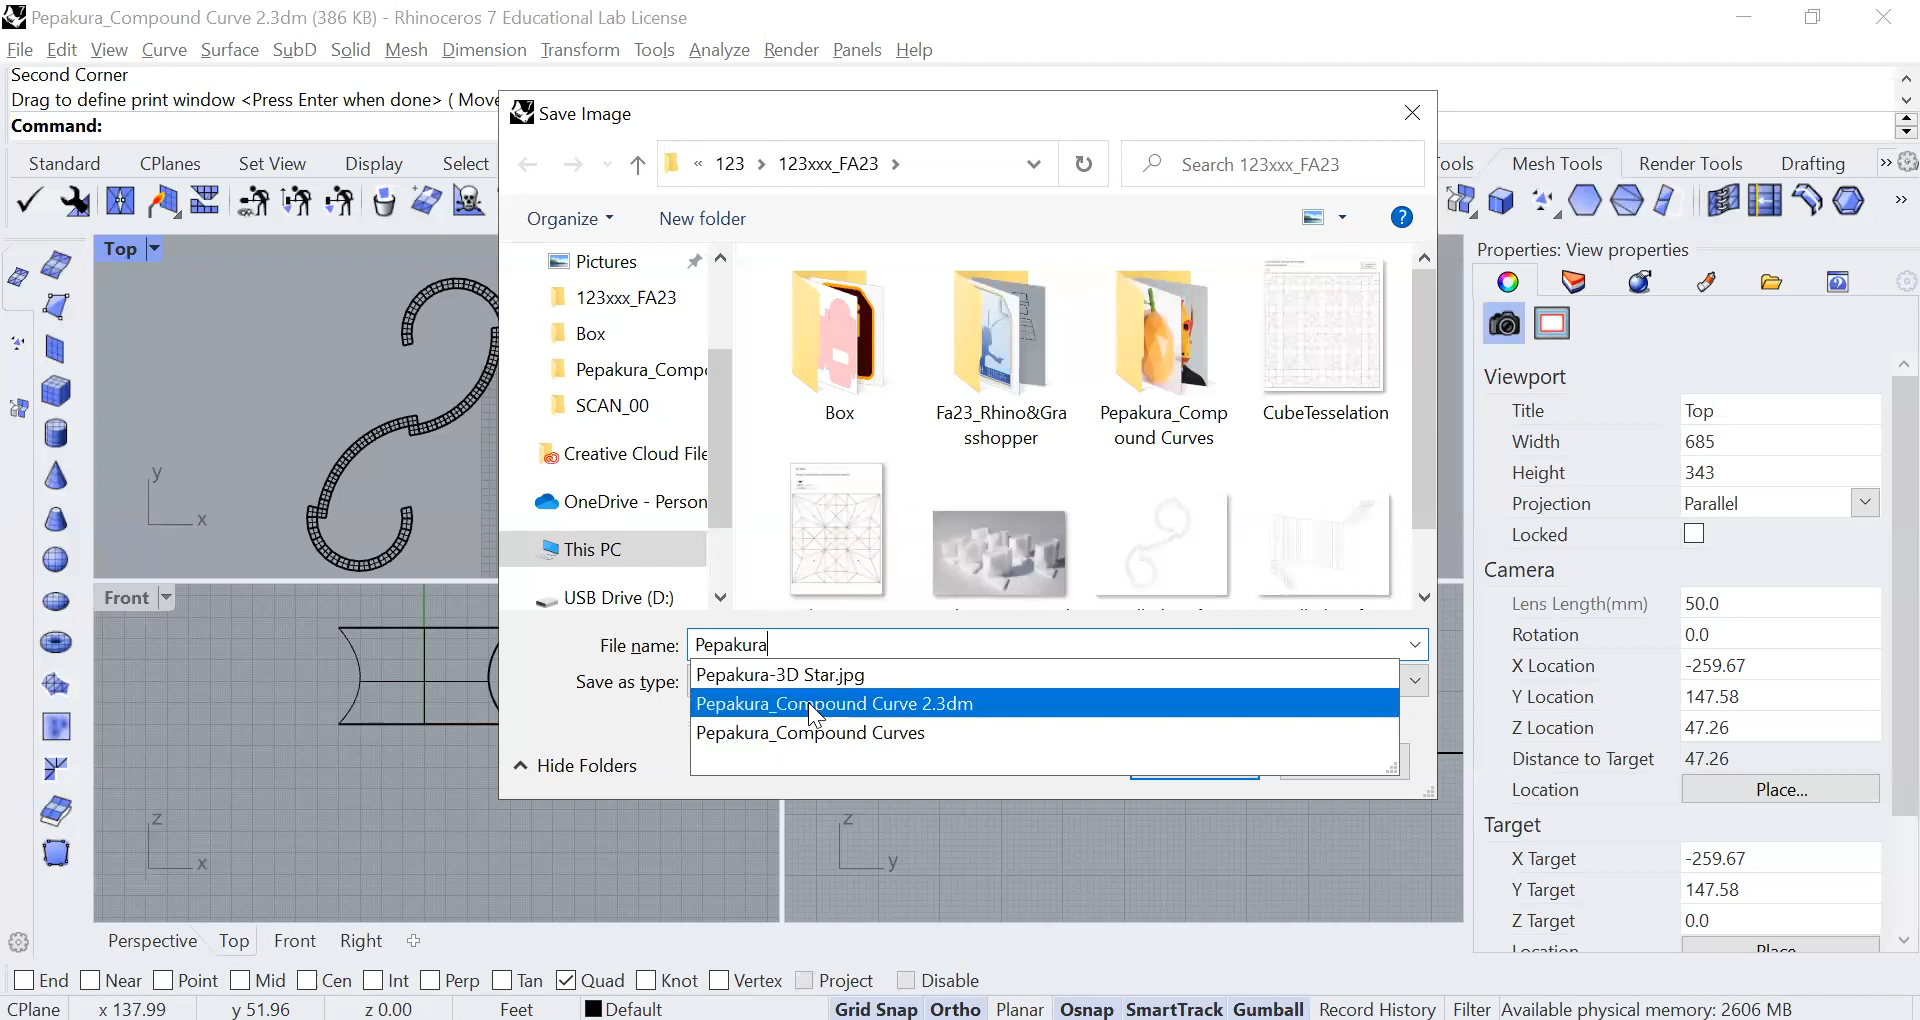 Pepakura_Compound Curve 2.3dm (386 KB) - Rhinoceros 7 Educational Lab License
File Edit View Curve Surface SubD Solid Mesh Dimension Transform Tools Analyze Render Panels Help
Second Corner
Drag to define print window <Press Enter when done> ( Move
Command:
Standard CPlanes Set View Display Select
Mesh Tools Render Tools Drafting »
Save Image
« 123 > 123xxx_FA23 >
Search 123xxx_FA23
Organize New folder
Pictures
123xxx_FA23
Box
Pepakura_Comp
SCAN_00
Creative Cloud File
OneDrive - Person
This PC
USB Drive (D:)
Box
Fa23_Rhino&Gra
sshopper
Pepakura_Comp
ound Curves
CubeTesselation
File name: Pepakura
Save as type:
Pepakura-3D Star.jpg
Pepakura_Compound Curve 2.3dm
Pepakura_Compound Curves
Hide Folders
Top
y
x
Front
z
x
z
y
Properties: View properties
Viewport
Title Top
Width 685
Height 343
Projection Parallel
Locked
Camera
Lens Length(mm) 50.0
Rotation 0.0
X Location -259.67
Y Location 147.58
Z Location 47.26
Distance to Target 47.26
Location Place...
Target
X Target -259.67
Y Target 147.58
Z Target 0.0
Location Place...
Perspective Top Front Right
End Near Point Mid Cen Int Perp Tan Quad Knot Vertex Project Disable
CPlane x 137.99 y 51.96 z 0.00 Feet Default Grid Snap Ortho Planar Osnap SmartTrack Gumball Record History Filter Available physical memory: 2606 MB